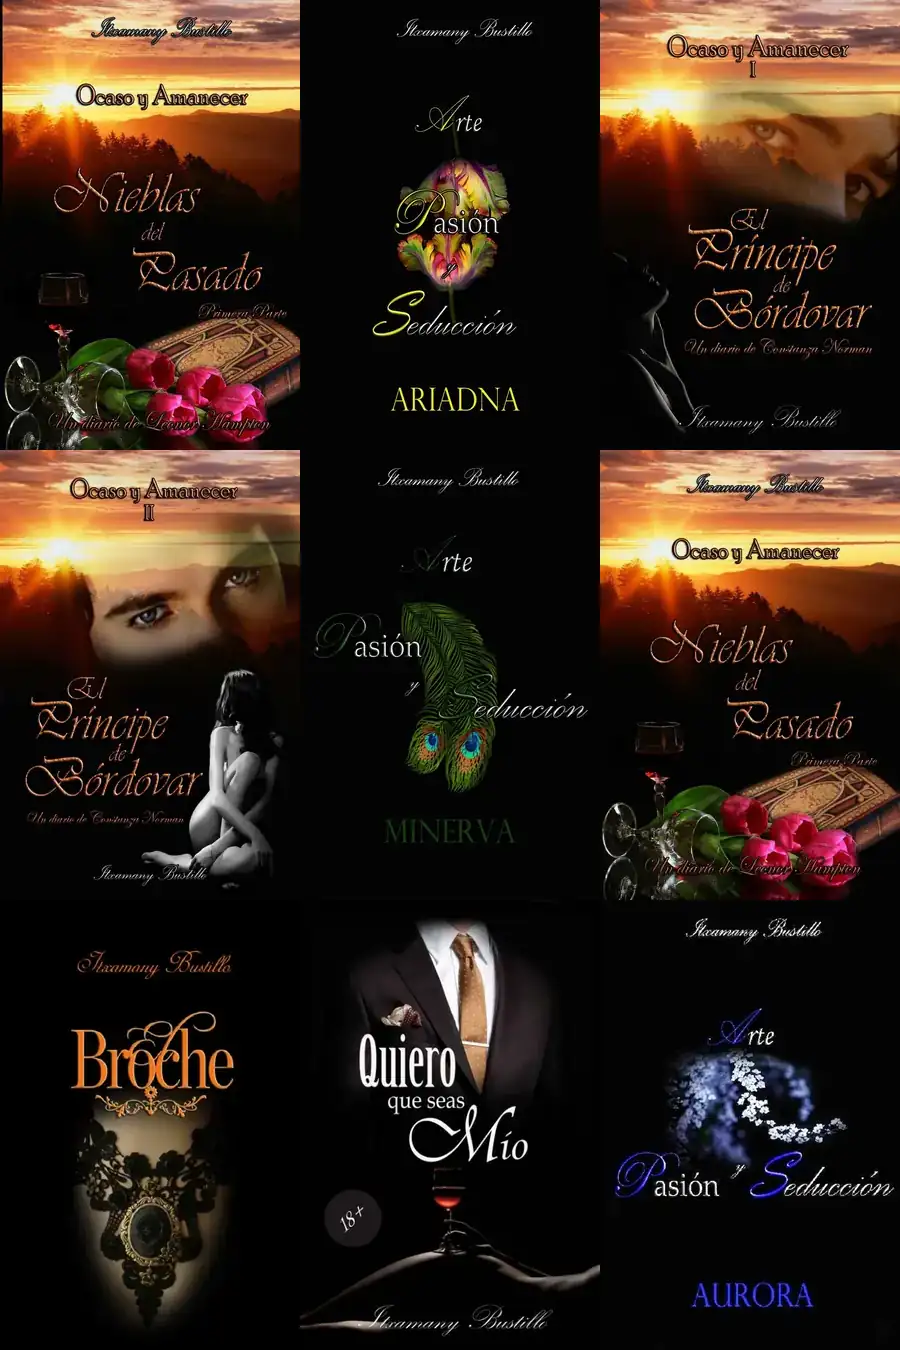 Itxamany Bustillo
Ocaso y Amanecer
Nieblas
del
Pasado
Primera Parte
Un diario de Leonor Hampton
Itxamany Bustillo
Arte
Pasión
y
Seducción
ARIADNA
Ocaso y Amanecer
I
El
Príncipe
de
Bórdovar
Un diario de Constanza Norman
Itxamany Bustillo
Ocaso y Amanecer
II
El
Príncipe
de
Bórdovar
Un diario de Constanza Norman
Itxamany Bustillo
Itxamany Bustillo
Arte
Pasión
y
Seducción
MINERVA
Itxamany Bustillo
Ocaso y Amanecer
Nieblas
del
Pasado
Primera Parte
Un diario de Leonor Hampton
Itxamany Bustillo
El
Broche
Quiero
que seas
Mío
18+
Itxamany Bustillo
Itxamany Bustillo
Arte
Pasión y Seducción
AURORA